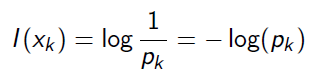 I(x_k) = log 1/p_k = − log(p_k)